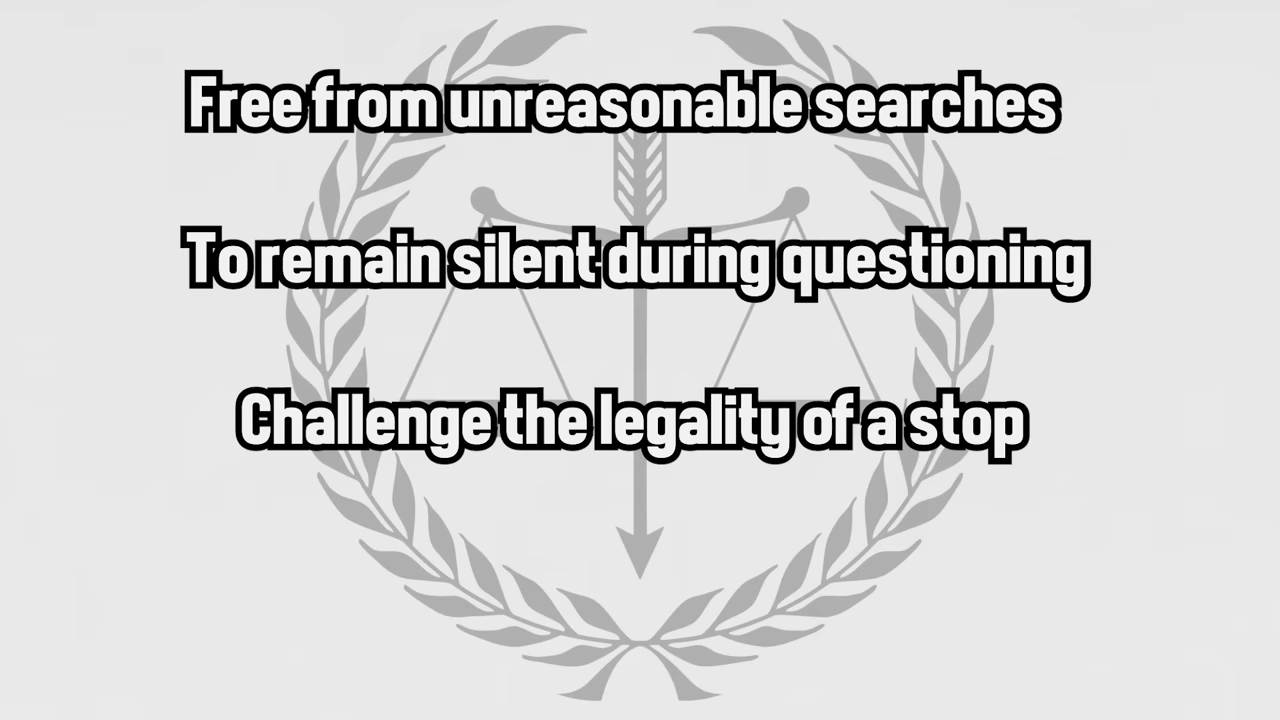 Free from unreasonable searches
To remain silent during questioning
Challenge the legality of a stop